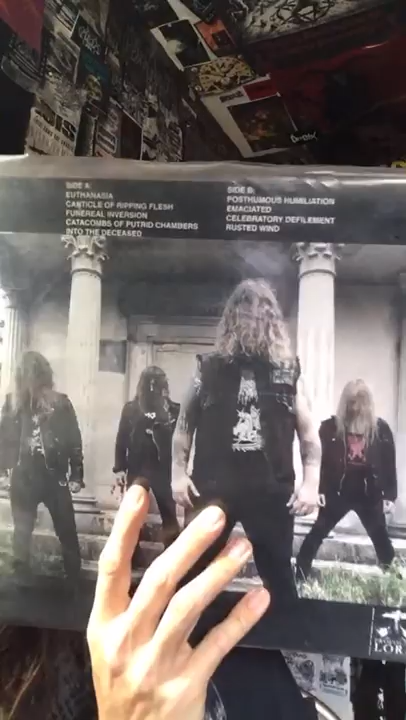 SIDE A:
EUTHANASIA
CANTICLE OF RIPPING FLESH
FUNEREAL INVERSION
CATACOMBS OF PUTRID CHAMBERS
INTO THE DECEASED
SIDE B:
POSTHUMOUS HUMILIATION
EMACIATED
CELEBRATORY DEFILEMENT
RUSTED WIND
LOR